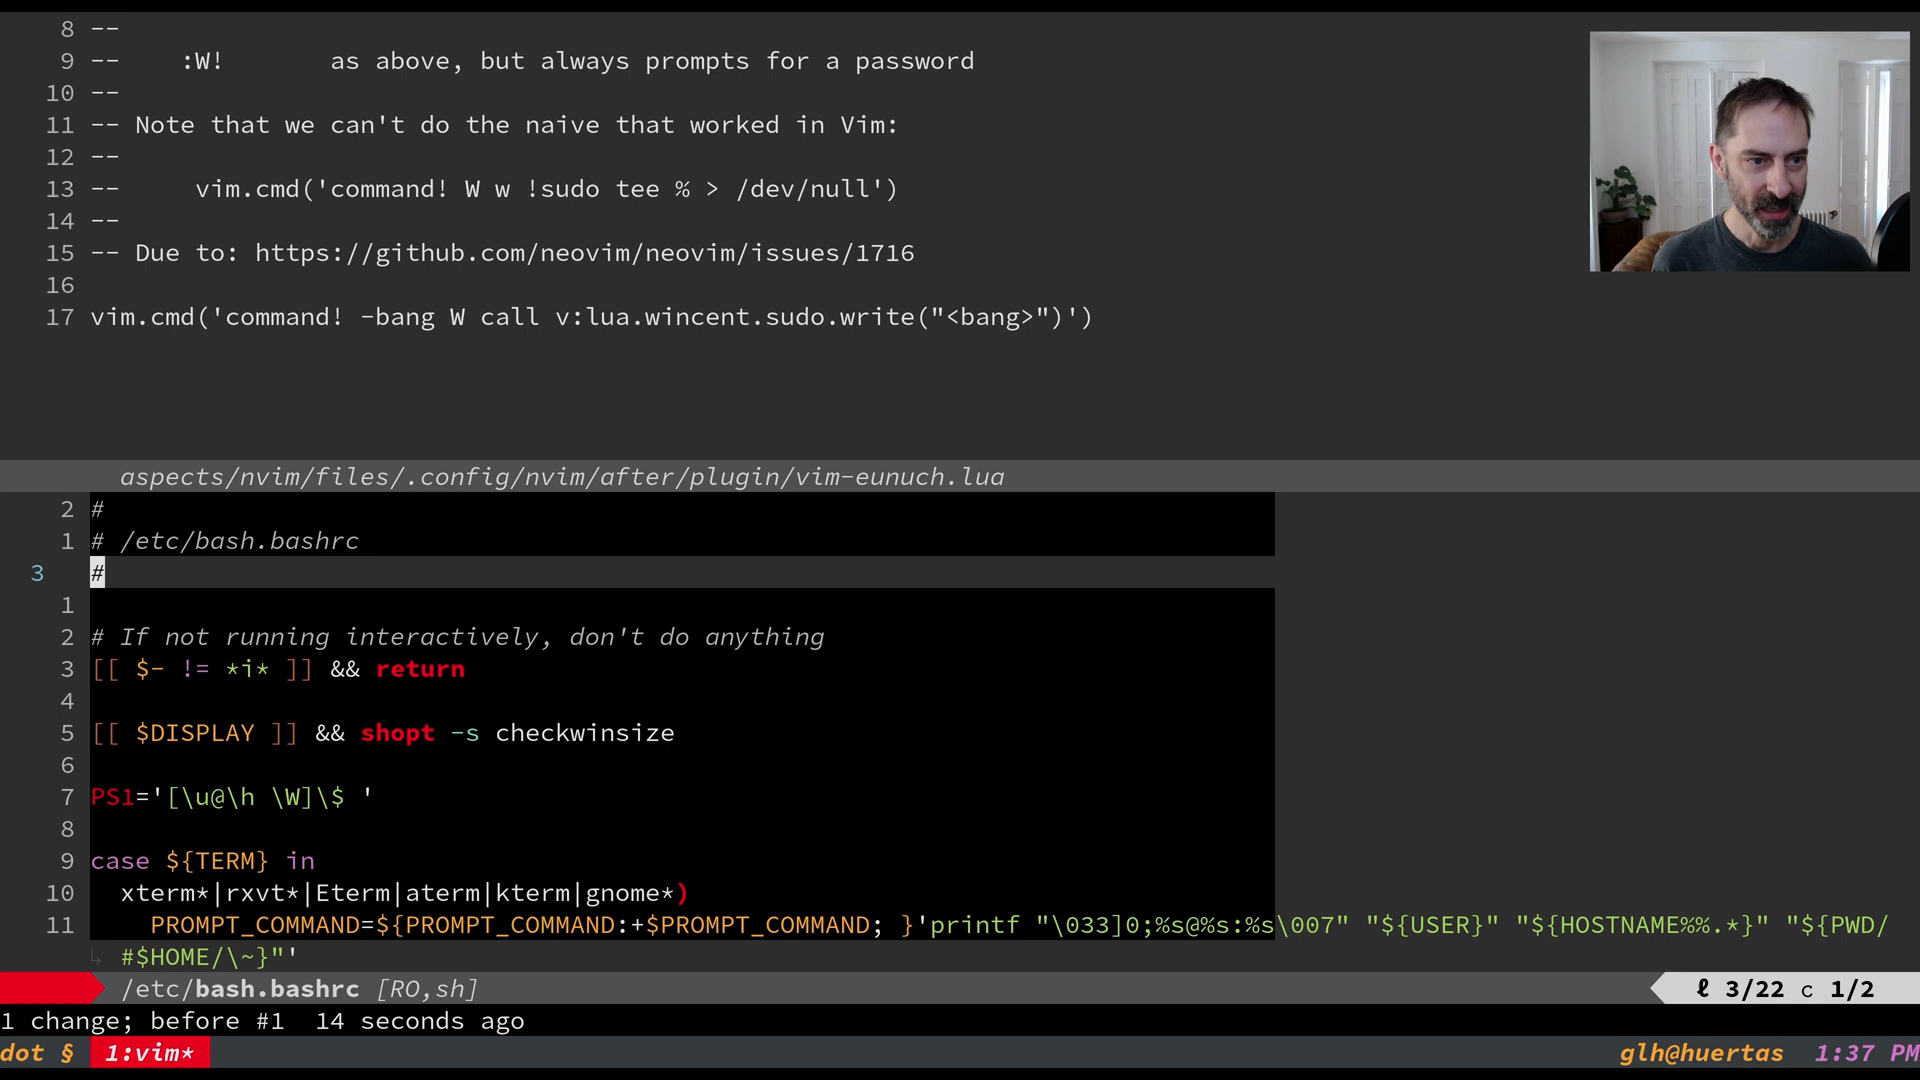 8 --
9 --    :W!       as above, but always prompts for a password
10 --
11 -- Note that we can't do the naive that worked in Vim:
12 --
13 --     vim.cmd('command! W w !sudo tee % > /dev/null')
14 --
15 -- Due to: https://github.com/neovim/neovim/issues/1716
16
17 vim.cmd('command! -bang W call v:lua.wincent.sudo.write("<bang>")')
aspects/nvim/files/.config/nvim/after/plugin/vim-eunuch.lua
2 #
1 # /etc/bash.bashrc
3 #
1
2 # If not running interactively, don't do anything
3 [[ $- != *i* ]] && return
4
5 [[ $DISPLAY ]] && shopt -s checkwinsize
6
7 PS1='[\u@\h \W]\$ '
8
9 case ${TERM} in
10   xterm*|rxvt*|Eterm|aterm|kterm|gnome*)
11     PROMPT_COMMAND=${PROMPT_COMMAND:+$PROMPT_COMMAND; }'printf "\033]0;%s@%s:%s\007" "${USER}" "${HOSTNAME%%.*}" "${PWD/
↳ #$HOME/\~}"'
/etc/bash.bashrc [RO,sh] ℓ 3/22 c 1/2
1 change; before #1  14 seconds ago
dot § 1:vim* glh@huertas 1:37 PM